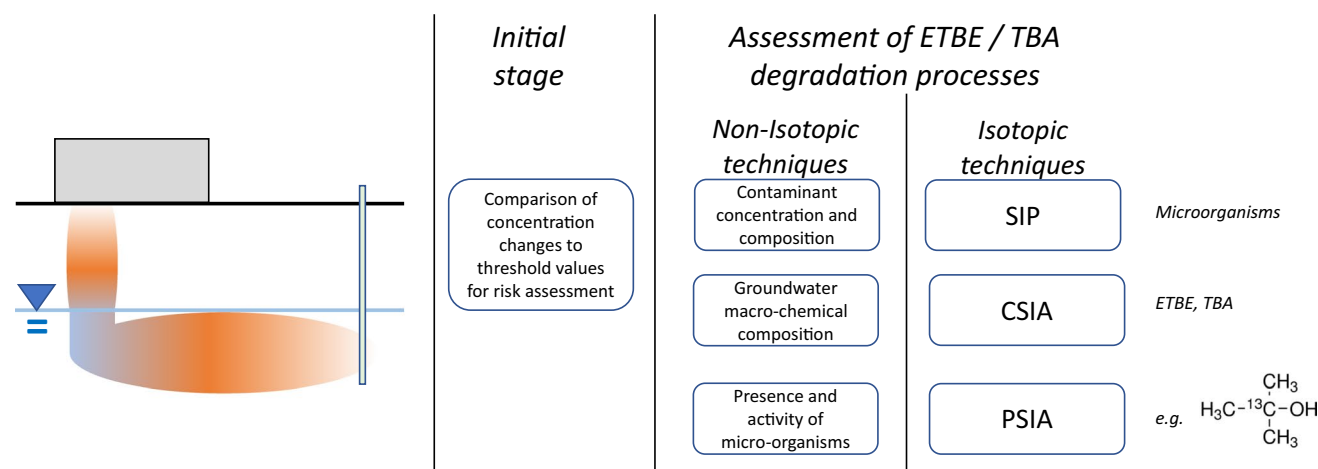 Initial
stage
Assessment of ETBE / TBA
degradation processes
Non-Isotopic
techniques
Isotopic
techniques
Comparison of
concentration
changes to
threshold values
for risk assessment
Contaminant
concentration and
composition
SIP
Microorganisms
Groundwater
macro-chemical
composition
CSIA
ETBE, TBA
Presence and
activity of
micro-organisms
PSIA
e.g.
CH₃
H₃C-¹³C-OH
CH₃